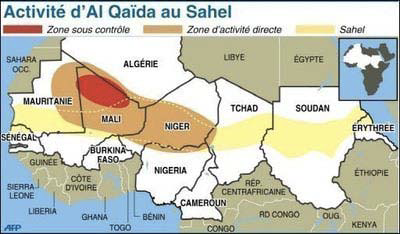 Activité d'Al Qaïda au Sahel
Zone sous contrôle
Zone d'activité directe
Sahel
SAHARA
OCC.
ALGÉRIE
LIBYE
ÉGYPTE
MAURITANIE
MALI
NIGER
TCHAD
SOUDAN
ÉRYTHRÉE
SÉNÉGAL
GUINÉE
BURKINA
FASO
NIGERIA
SIERRA
LEONE
CÔTE
D'IVOIRE
RÉP.
CENTRAFRICAINE
ÉTHIOPIE
LIBERIA
GHANA
TOGO
BÉNIN
CAMEROUN
CONGO
RD CONGO
OUG.
KENYA
AFP